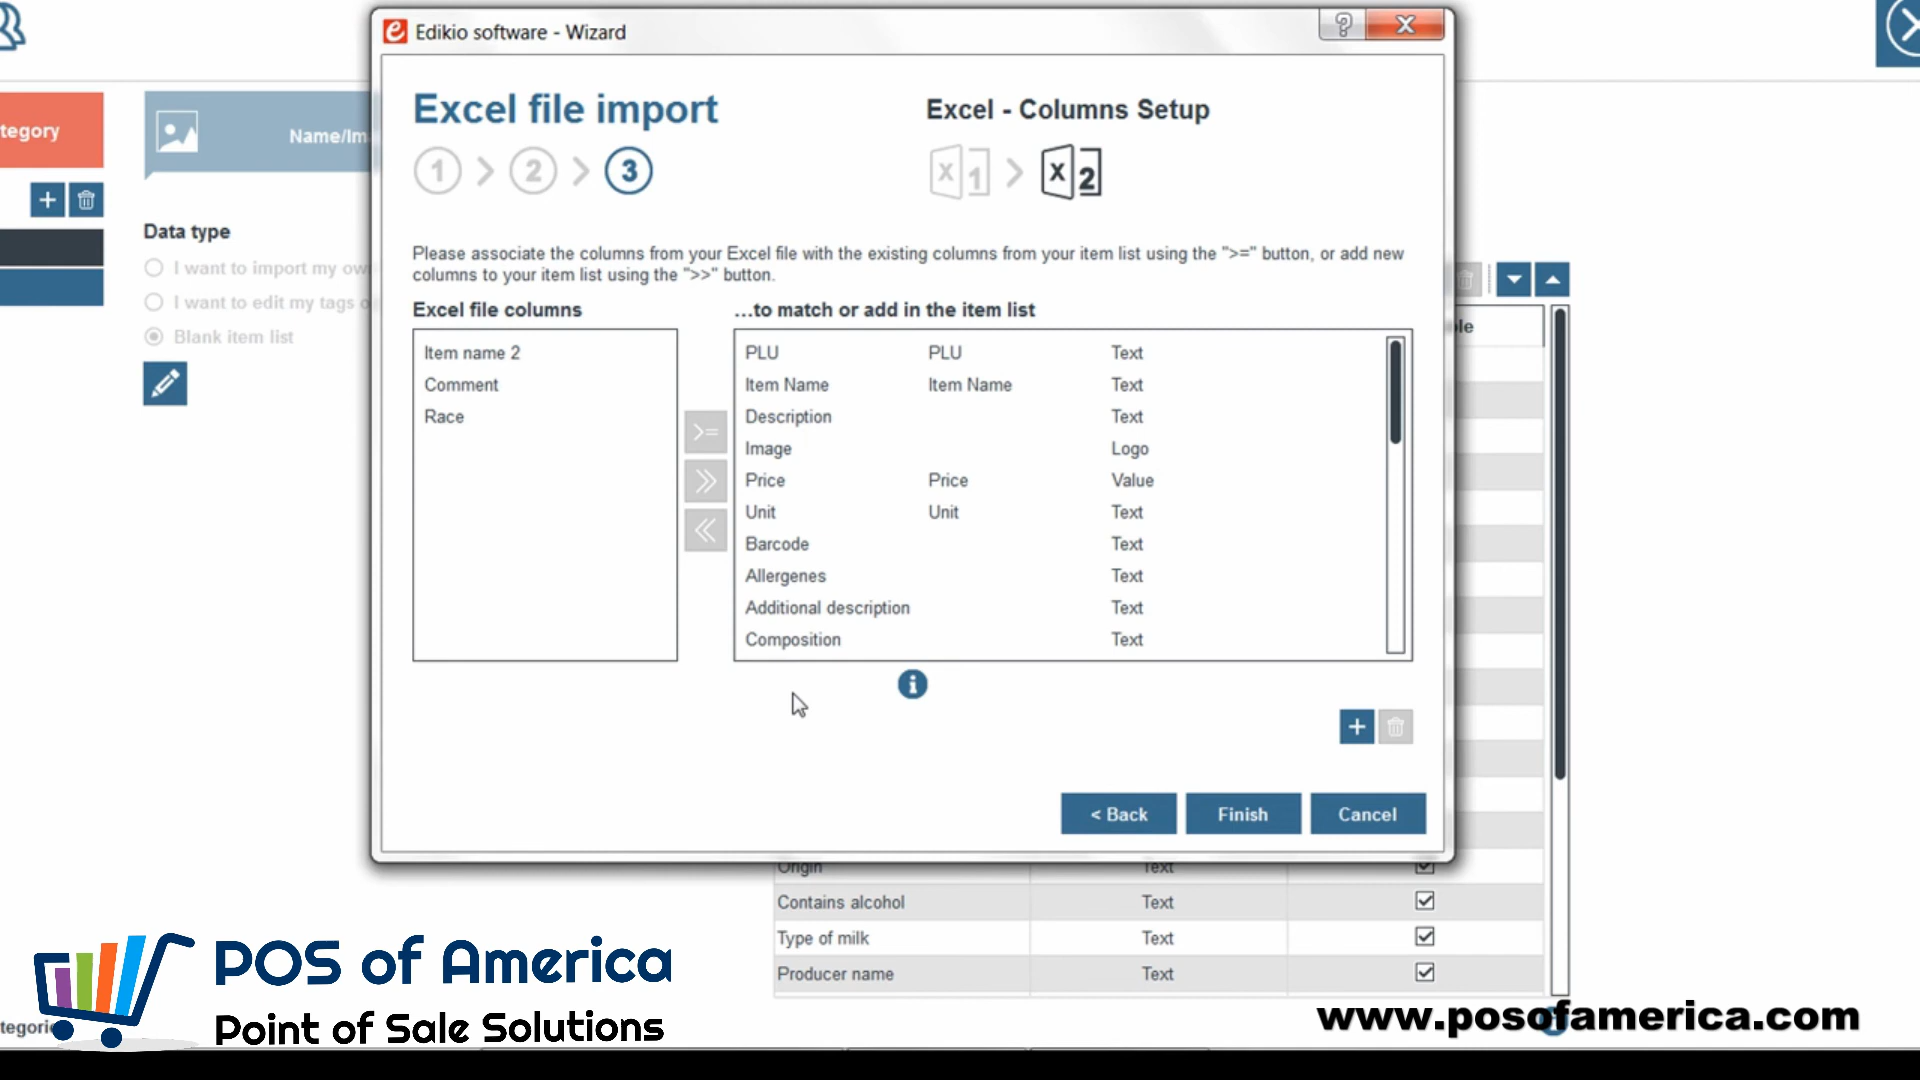 Edikio software - Wizard
?
X
Excel file import
Excel - Columns Setup
1 > 2 > 3
X 1 > X 2
Please associate the columns from your Excel file with the existing columns from your item list using the ">=" button, or add new
columns to your item list using the ">>" button.
Excel file columns
...to match or add in the item list
Item name 2
Comment
Race
>=
>>
<<
PLU PLU Text
Item Name Item Name Text
Description Text
Image Logo
Price Price Value
Unit Unit Text
Barcode Text
Allergenes Text
Additional description Text
Composition Text
i
+
< Back Finish Cancel
tegory
+
Name/Im
Data type
I want to import my ow
I want to edit my tags o
Blank item list
le
Origin Text
Contains alcohol Text
Type of milk Text
Producer name Text
tegorie
POS of America
Point of Sale Solutions
www.posofamerica.com